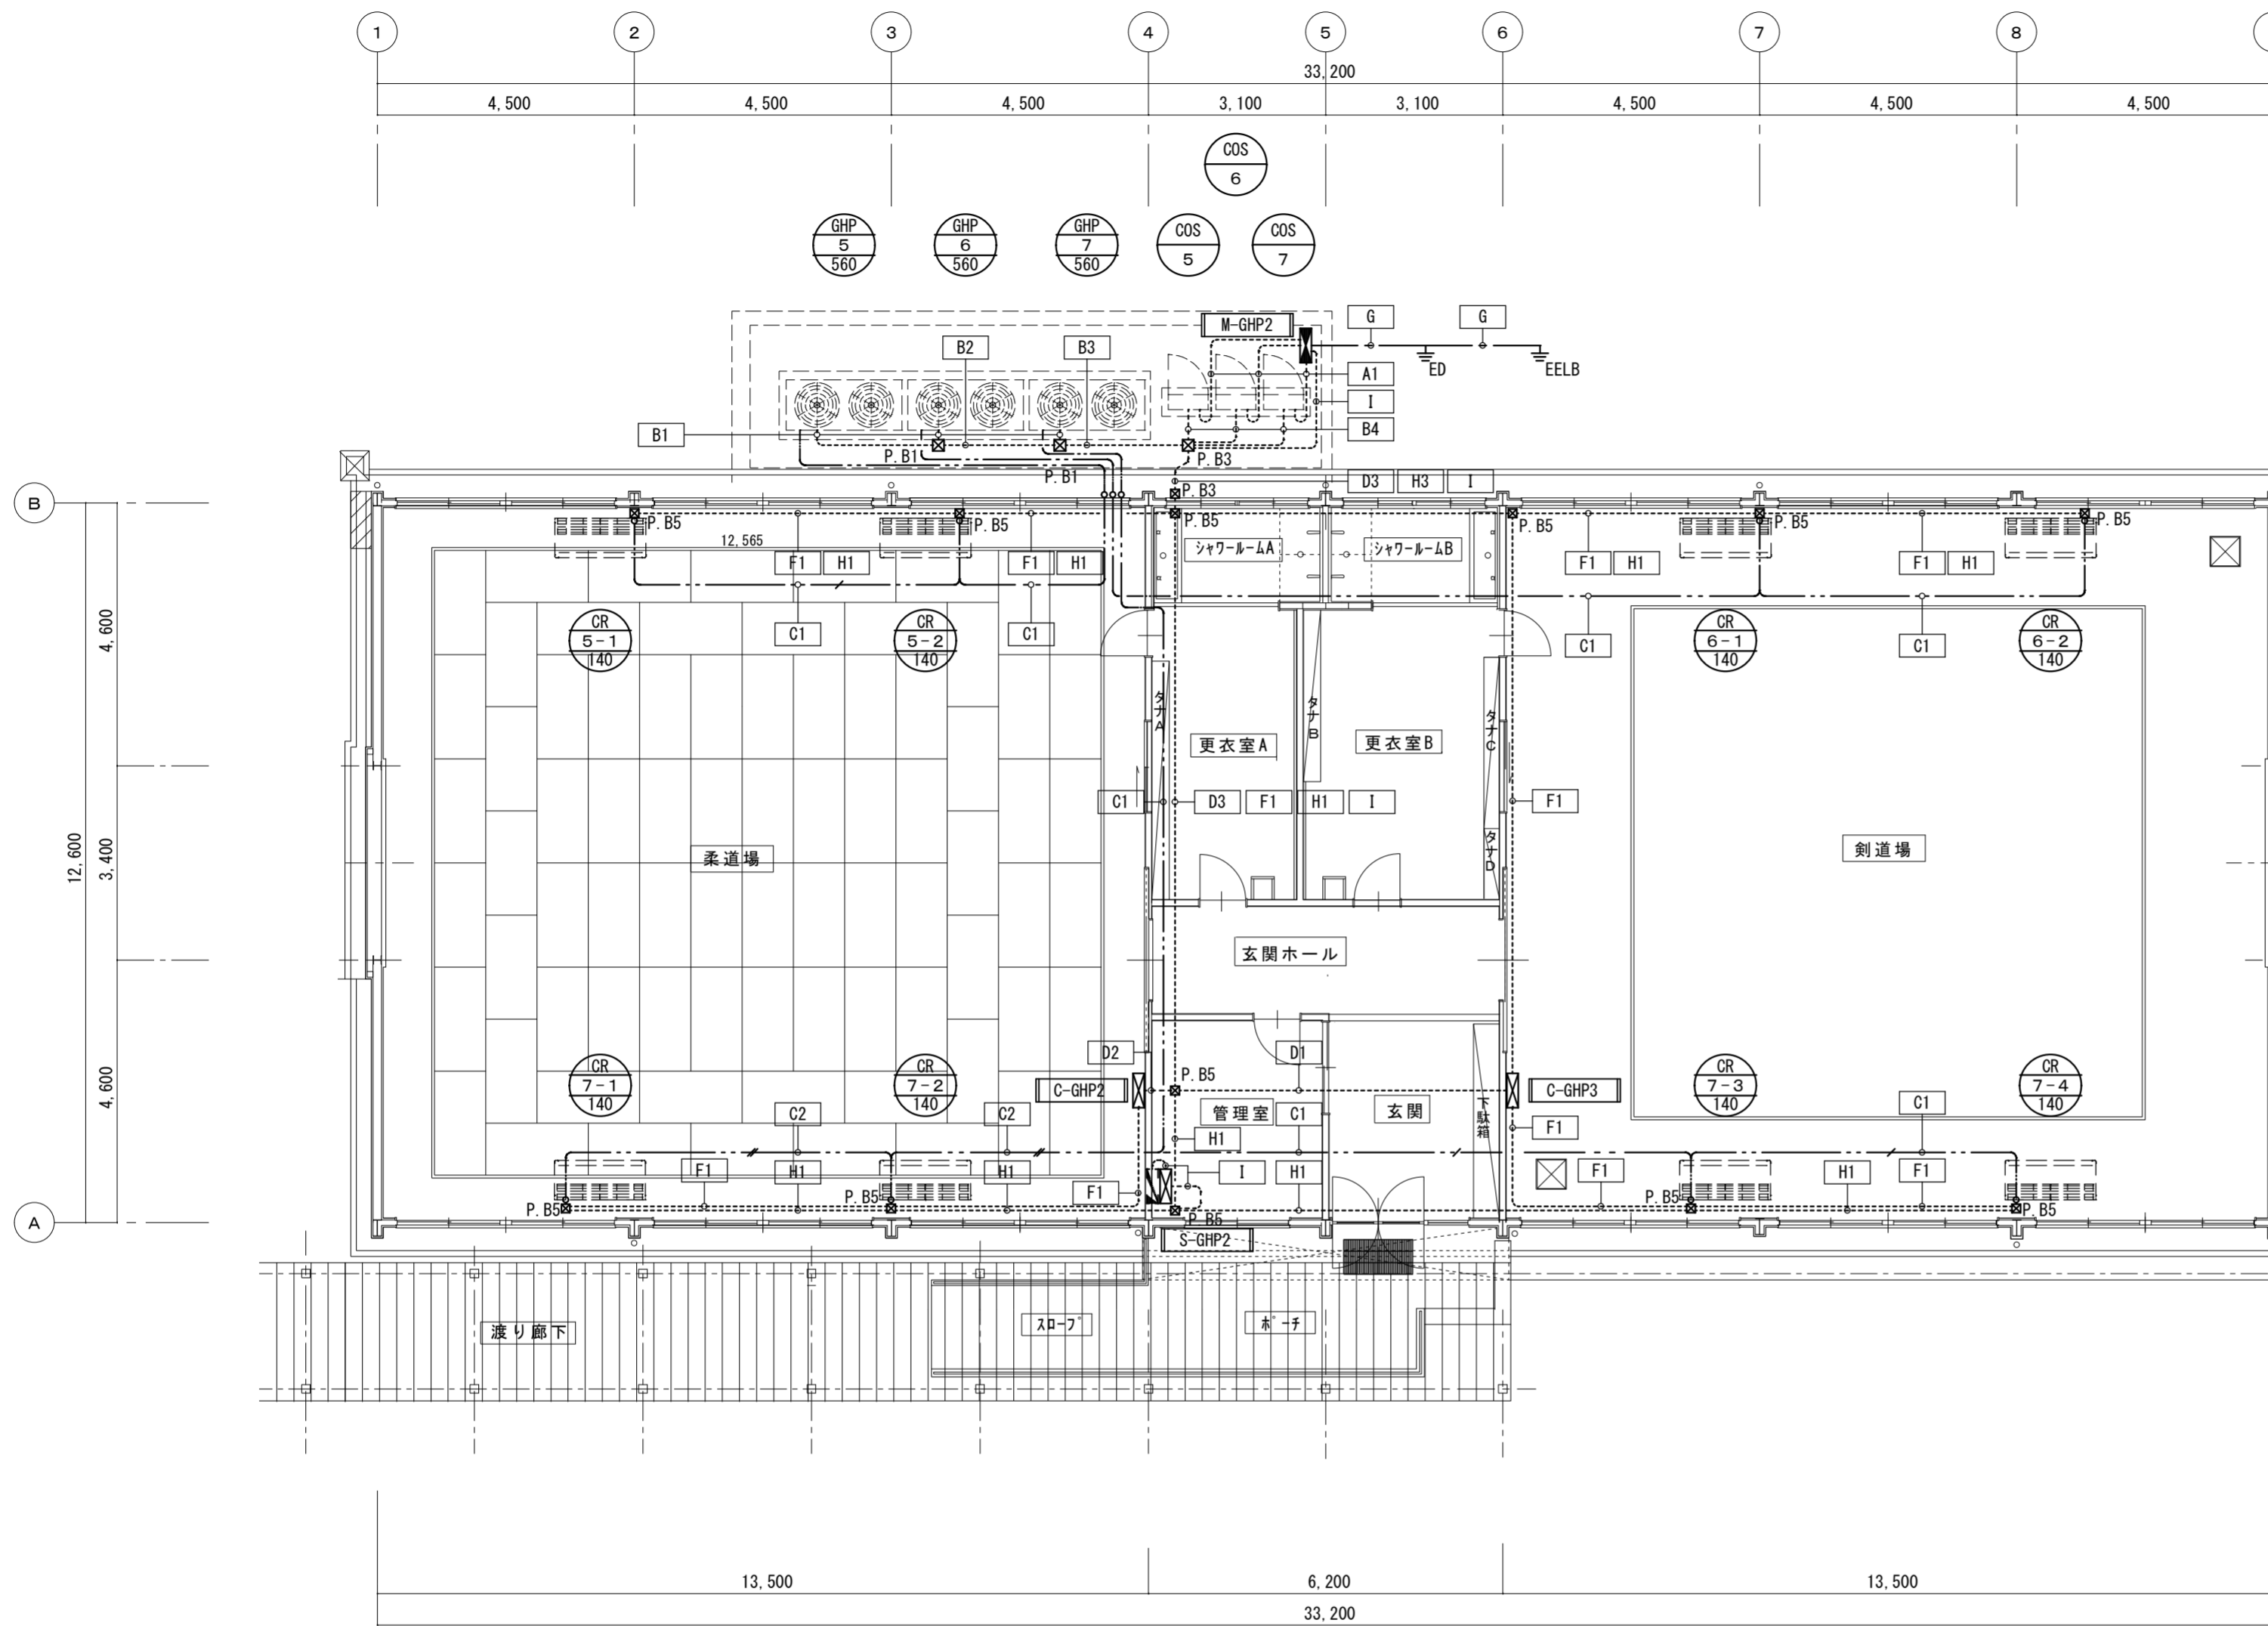 1 2 3 4 5 6 7 8
33,200
4,500 4,500 4,500 3,100 3,100 4,500 4,500 4,500
COS
6
GHP
5
560
GHP
6
560
GHP
7
560
COS
5
COS
7
M-GHP2 G G
B2 B3
ED EELB
A1
I
B4
B1
P.B1
P.B3
P.B1
D3 H3 I
P.B3
B
P.B5 P.B5 P.B5 P.B5 P.B5 P.B5
12,565
シャワールームA シャワールームB
F1 H1 F1 H1 F1 H1 F1 H1
4,600
C1 C1 C1 C1
CR
5-1
140
CR
5-2
140
CR
6-1
140
CR
6-2
140
タナA
タナB
タナC
更衣室A 更衣室B
C1 D3 F1 H1 I F1
タナD
12,600
3,400
柔道場 剣道場
玄関ホール
D2 D1
P.B5
CR
7-1
140
CR
7-2
140
CR
7-3
140
CR
7-4
140
C-GHP2 C-GHP3
4,600
管理室 C1 玄関 下駄箱
C2 C2 C1
H1 F1
F1 H1 H1 I H1 F1 H1 F1
F1
P.B5 P.B5 P.B5 P.B5 P.B5
A
S-GHP2
渡り廊下 スロープ ポーチ
13,500 6,200 13,500
33,200